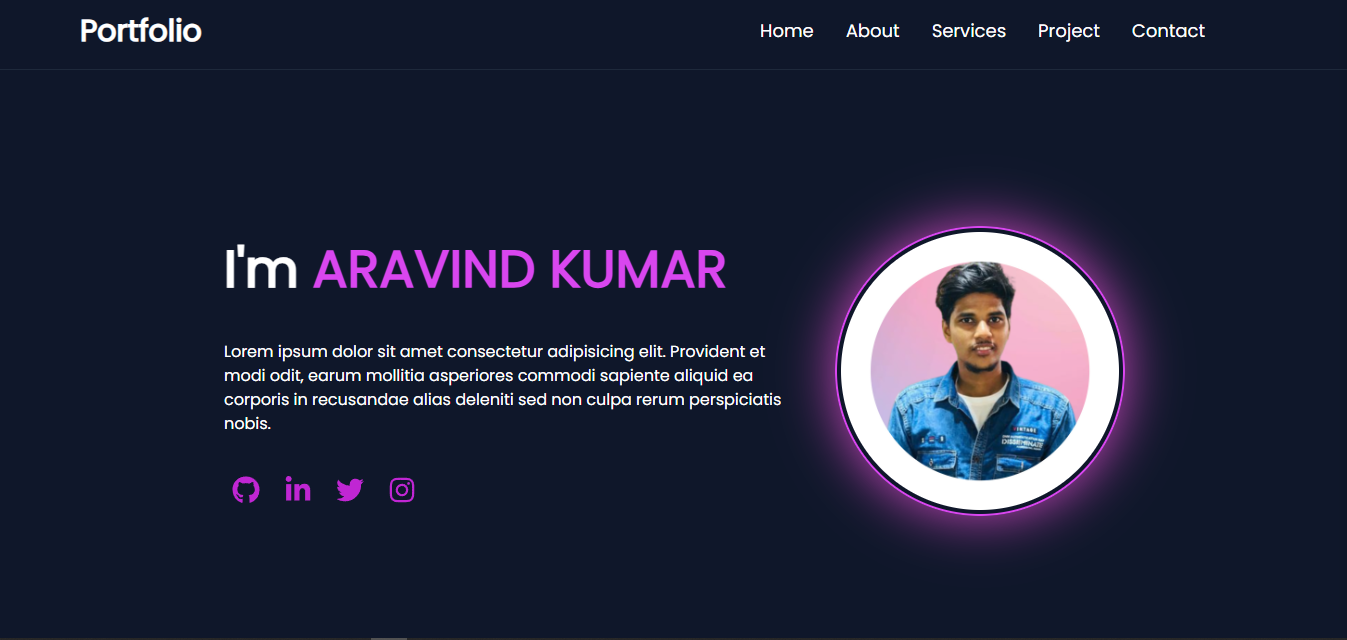 Portfolio
Home About Services Project Contact
I'm ARAVIND KUMAR
Lorem ipsum dolor sit amet consectetur adipisicing elit. Provident et
modi odit, earum mollitia asperiores commodi sapiente aliquid ea
corporis in recusandae alias deleniti sed non culpa rerum perspiciatis
nobis.
in